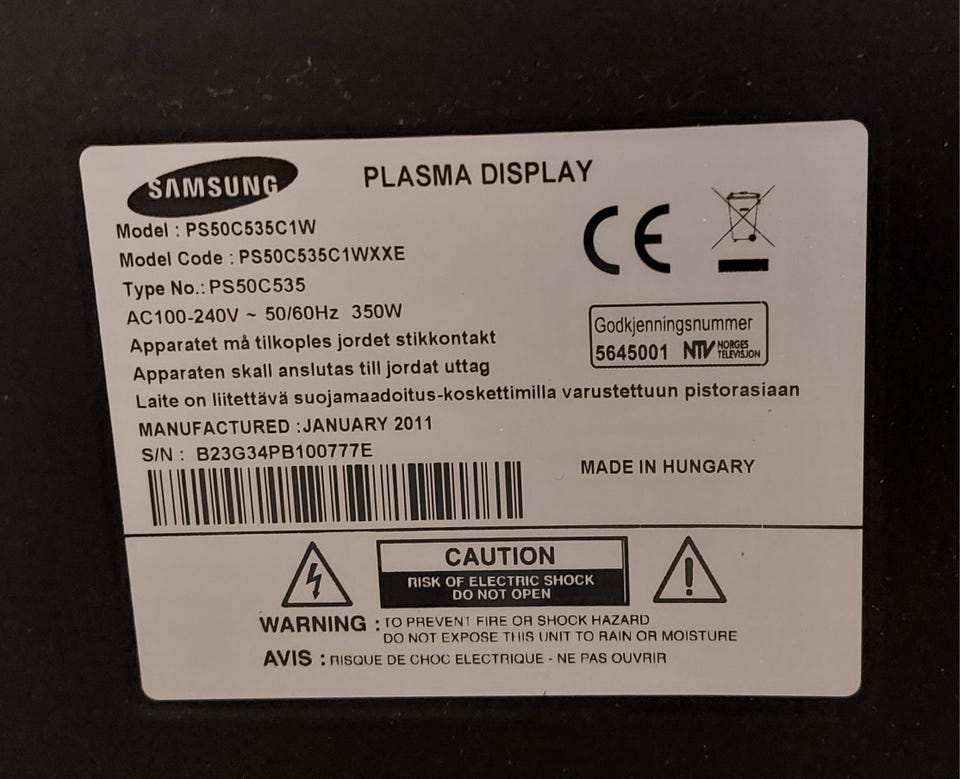 SAMSUNG
PLASMA DISPLAY
Model : PS50C535C1W
Model Code : PS50C535C1WXXE
Type No.: PS50C535
AC100-240V ~ 50/60Hz 350W
Apparatet må tilkoples jordet stikkontakt
Apparaten skall anslutas till jordat uttag
Laite on liitettävä suojamaadoitus-koskettimilla varustettuun pistorasiaan
CE
Godkjenningsnummer
5645001 NTV NORGES
TELEVISJON
MANUFACTURED :JANUARY 2011
S/N : B23G34PB100777E
MADE IN HUNGARY
CAUTION
RISK OF ELECTRIC SHOCK
DO NOT OPEN
WARNING : TO PREVENT FIRE OR SHOCK HAZARD
DO NOT EXPOSE THIS UNIT TO RAIN OR MOISTURE
AVIS : RISQUE DE CHOC ELECTRIQUE - NE PAS OUVRIR